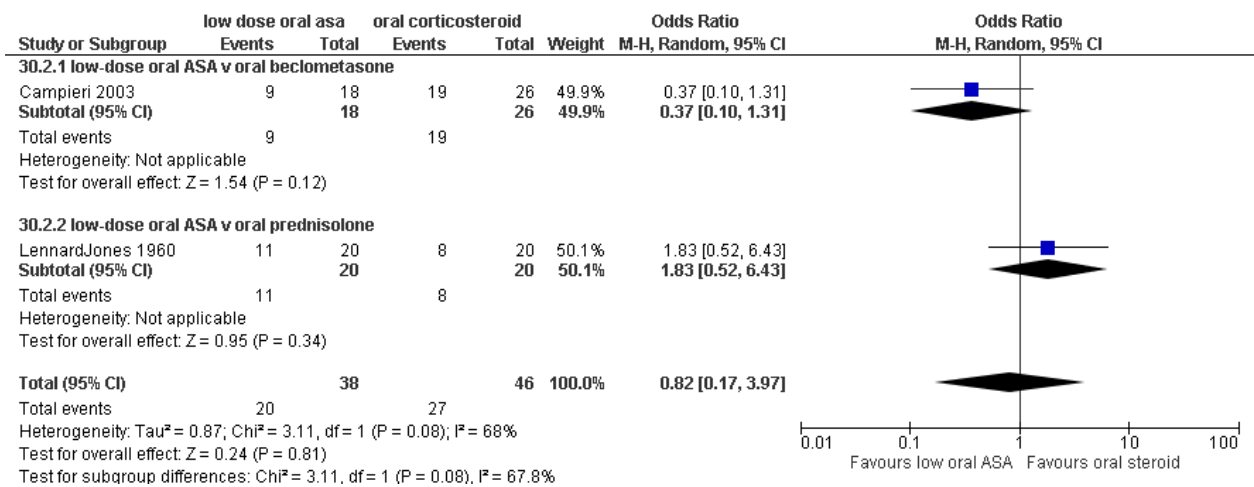 low dose oral asa oral corticosteroid Odds Ratio Odds Ratio
Study or Subgroup Events Total Events Total Weight M-H, Random, 95% CI M-H, Random, 95% CI
30.2.1 low-dose oral ASA v oral beclometasone
Campieri 2003 9 18 19 26 49.9% 0.37 [0.10, 1.31]
Subtotal (95% CI) 18 26 49.9% 0.37 [0.10, 1.31]
Total events 9 19
Heterogeneity: Not applicable
Test for overall effect: Z = 1.54 (P = 0.12)
30.2.2 low-dose oral ASA v oral prednisolone
LennardJones 1960 11 20 8 20 50.1% 1.83 [0.52, 6.43]
Subtotal (95% CI) 20 20 50.1% 1.83 [0.52, 6.43]
Total events 11 8
Heterogeneity: Not applicable
Test for overall effect: Z = 0.95 (P = 0.34)
Total (95% CI) 38 46 100.0% 0.82 [0.17, 3.97]
Total events 20 27
Heterogeneity: Tau² = 0.87; Chi² = 3.11, df = 1 (P = 0.08); I² = 68%
Test for overall effect: Z = 0.24 (P = 0.81)
Test for subgroup differences: Chi² = 3.11, df = 1 (P = 0.08), I² = 67.8%
0.01 0.1 1 10 100
Favours low oral ASA Favours oral steroid